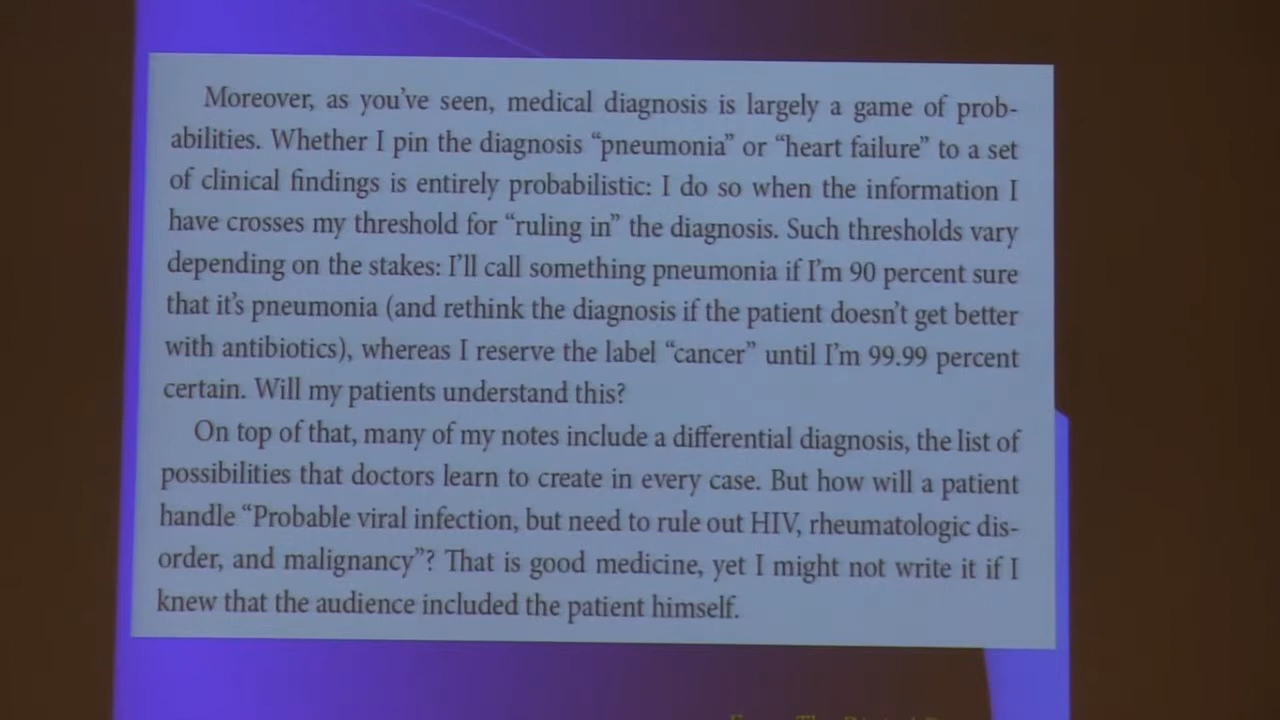 Moreover, as you’ve seen, medical diagnosis is largely a game of prob-
abilities. Whether I pin the diagnosis “pneumonia” or “heart failure” to a set
of clinical findings is entirely probabilistic: I do so when the information I
have crosses my threshold for “ruling in” the diagnosis. Such thresholds vary
depending on the stakes: I’ll call something pneumonia if I’m 90 percent sure
that it’s pneumonia (and rethink the diagnosis if the patient doesn’t get better
with antibiotics), whereas I reserve the label “cancer” until I’m 99.99 percent
certain. Will my patients understand this?
On top of that, many of my notes include a differential diagnosis, the list of
possibilities that doctors learn to create in every case. But how will a patient
handle “Probable viral infection, but need to rule out HIV, rheumatologic dis-
order, and malignancy”? That is good medicine, yet I might not write it if I
knew that the audience included the patient himself.